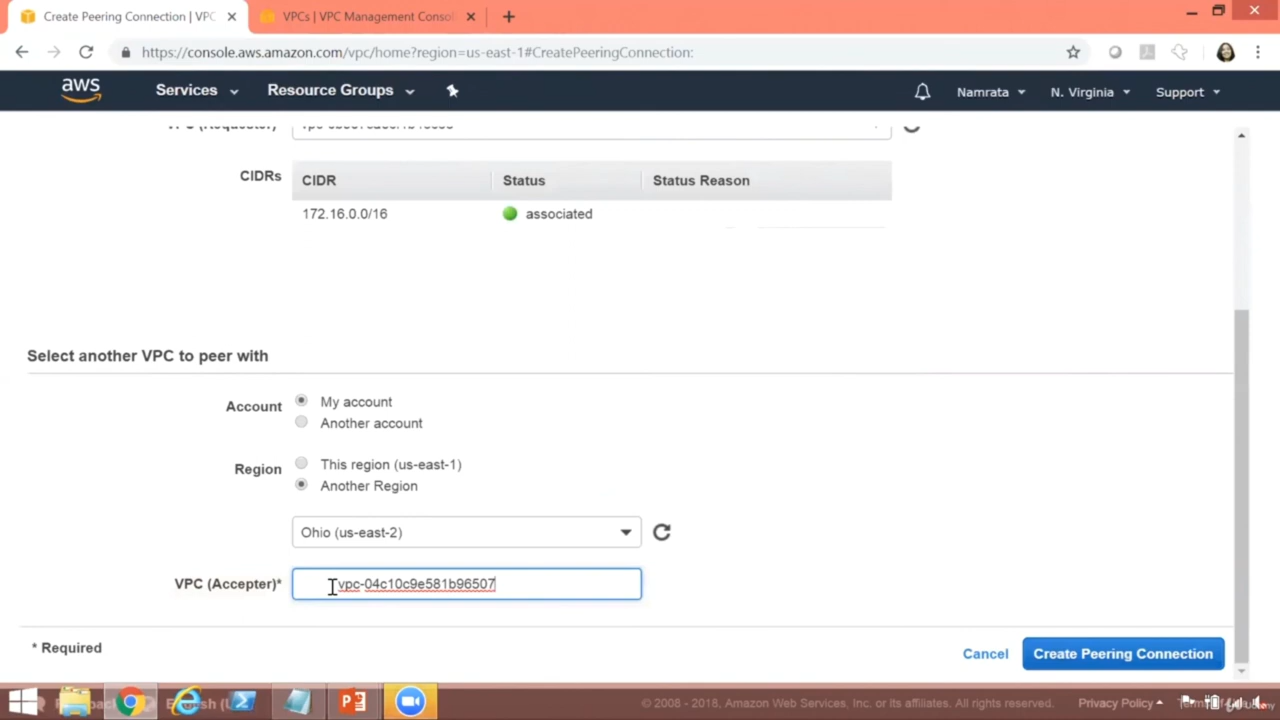 Create Peering Connection | VPC
VPCs | VPC Management Consol
https://console.aws.amazon.com/vpc/home?region=us-east-1#CreatePeeringConnection:
aws Services Resource Groups Namrata N. Virginia Support
CIDRs CIDR Status Status Reason
172.16.0.0/16 associated
Select another VPC to peer with
Account My account
Another account
Region This region (us-east-1)
Another Region
Ohio (us-east-2)
VPC (Accepter)* vpc-04c10c9e581b96507
* Required Cancel Create Peering Connection
© 2008 - 2018, Amazon Web Services, Inc. or its affiliates. All rights reserved. Privacy Policy